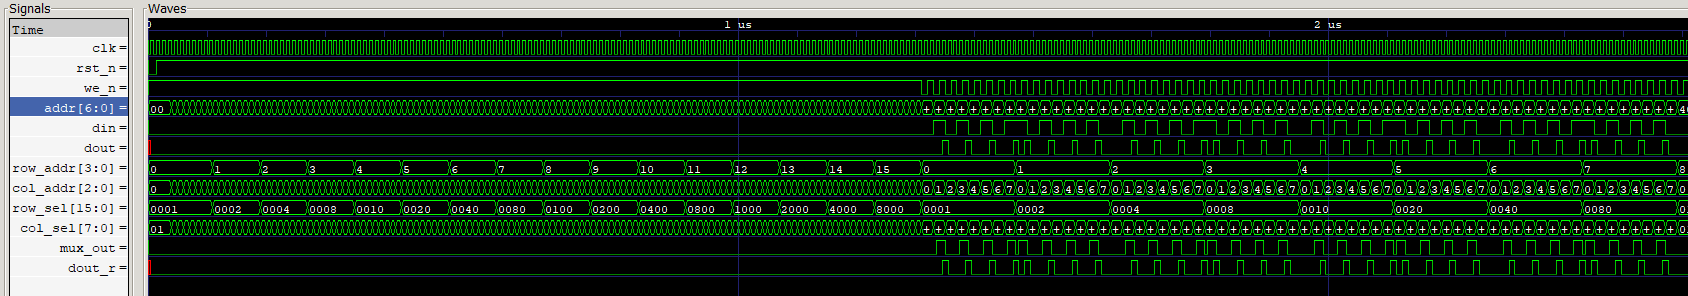 Signals Waves
Time 0 1 us 2 us
clk =
rst_n =
we_n =
addr[6:0] = 00 + + + + + + + + + + + + + + + + + + + + + + + + + + + + + + + + + + + + + + + + + + + + + + + + + + + + + + + + + + + + + + + + 4
din =
dout =
row_addr[3:0] = 0 1 2 3 4 5 6 7 8 9 10 11 12 13 14 15 0 1 2 3 4 5 6 7 8
col_addr[2:0] = 0 0 1 2 3 4 5 6 7 0 1 2 3 4 5 6 7 0 1 2 3 4 5 6 7 0 1 2 3 4 5 6 7 0 1 2 3 4 5 6 7 0 1 2 3 4 5 6 7 0 1 2 3 4 5 6 7 0 1 2 3 4 5 6 7 0
row_sel[15:0] = 0001 0002 0004 0008 0010 0020 0040 0080 0100 0200 0400 0800 1000 2000 4000 8000 0001 0002 0004 0008 0010 0020 0040 0080 01
col_sel[7:0] = 01 + + + + + + + + + + + + + + + + + + + + + + + + + + + + + + + + + + + + + + + + + + + + + + + + + + + + + + + + + + + + + + + + 0
mux_out =
dout_r =